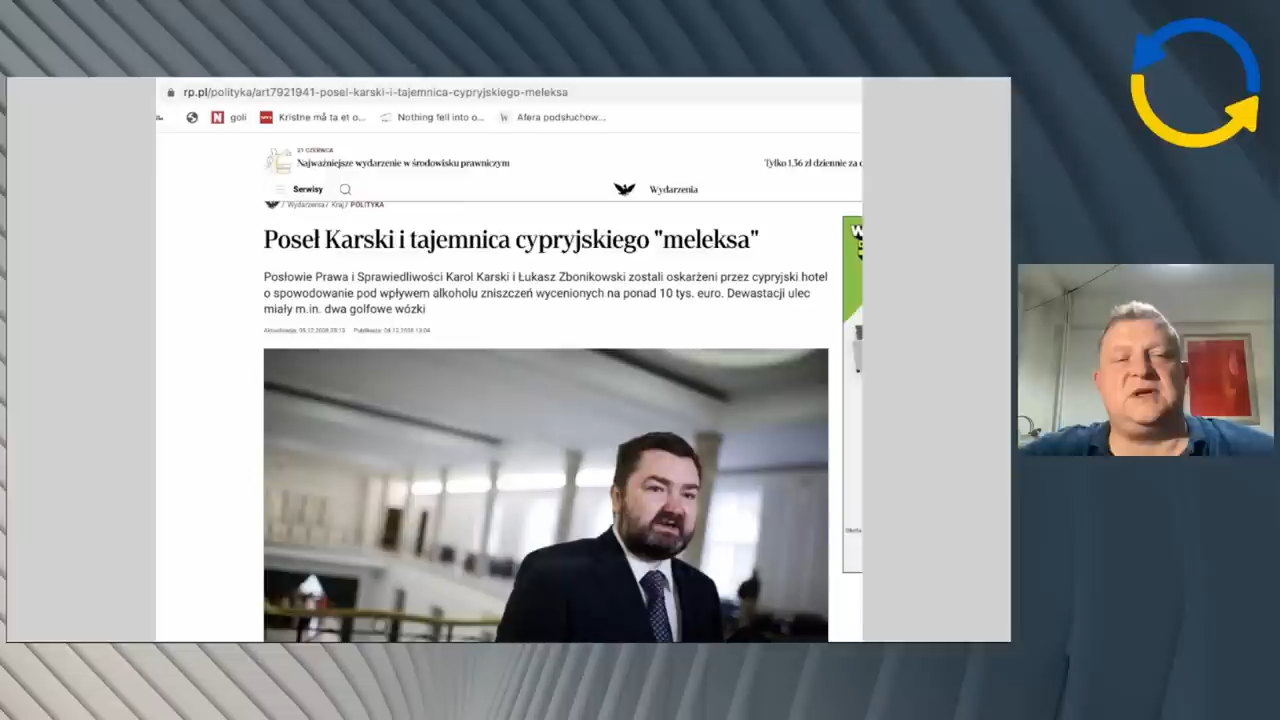 rp.pl/polityka/art7921941-posel-karski-i-tajemnica-cypryjskiego-meleksa
goli Kristne må ta et o... Nothing fell into o... W Afera podsłuchow...
21 CZERWCA
Najważniejsze wydarzenie w środowisku prawniczym
Tylko 1,36 zł dziennie za
Serwisy
Wydarzenia
/ Wydarzenia / Kraj / POLITYKA
Poseł Karski i tajemnica cypryjskiego "meleksa"
Posłowie Prawa i Sprawiedliwości Karol Karski i Łukasz Zbonikowski zostali oskarżeni przez cypryjski hotel
o spowodowanie pod wpływem alkoholu zniszczeń wycenionych na ponad 10 tys. euro. Dewastacji ulec
miały m.in. dwa golfowe wózki